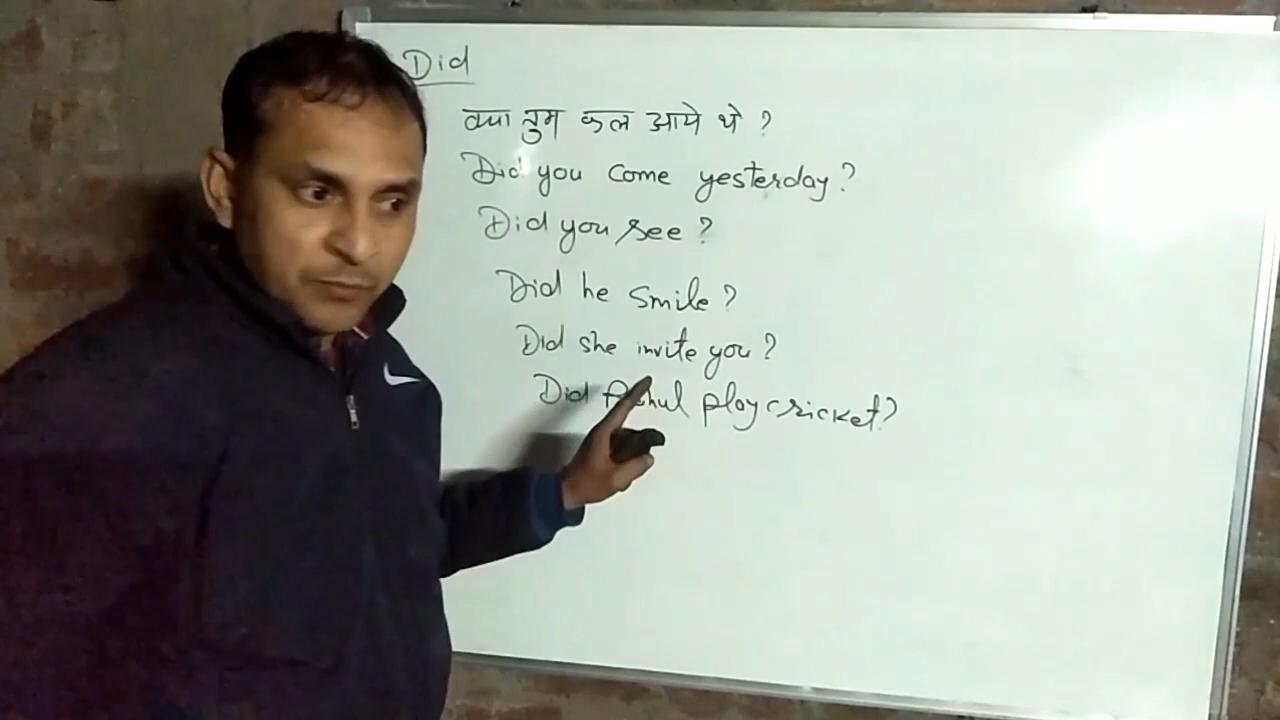 Did
क्या तुम कल आये थे ?
Did you come yesterday?
Did you see ?
Did he smile ?
Did she invite you ?
Did Rahul play cricket?